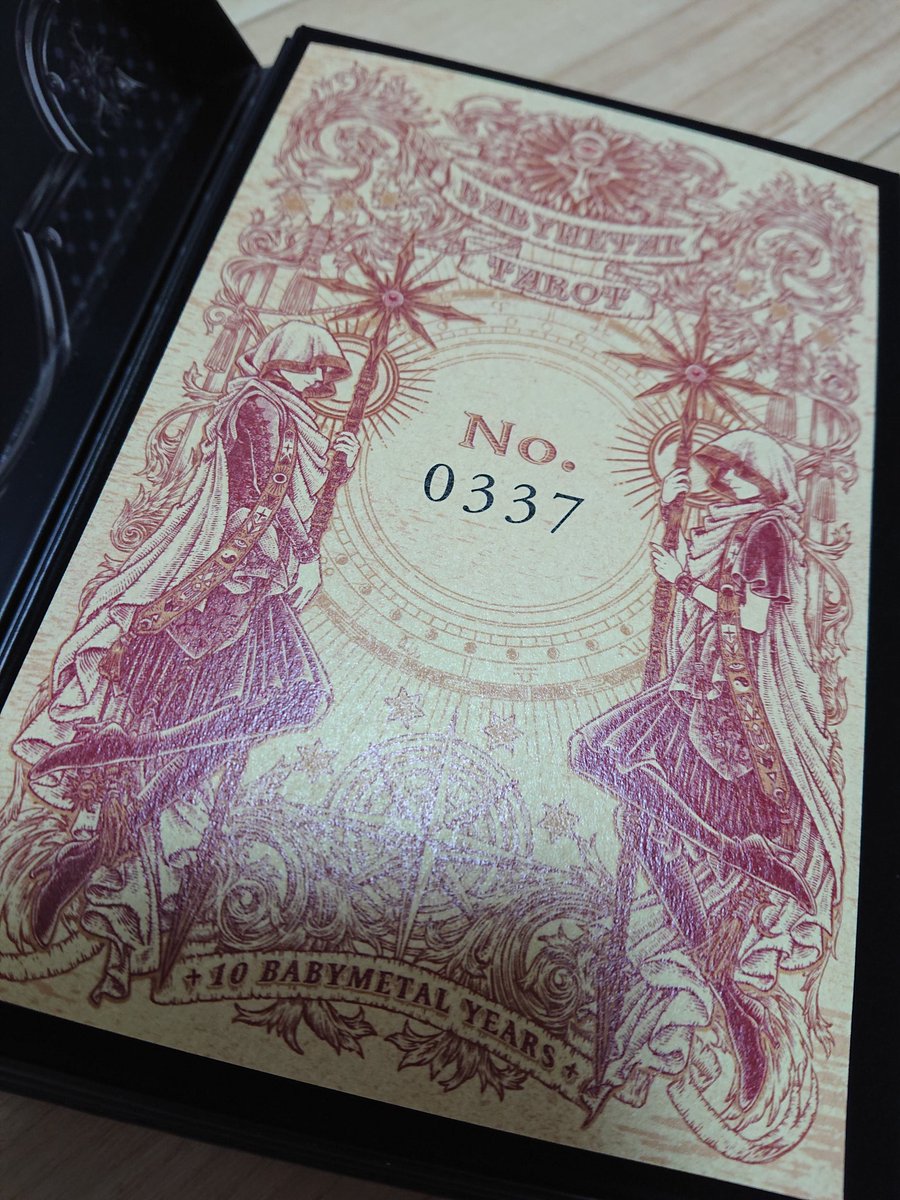 BABYMETAL
TAROT
No.
0337
+ 10 BABYMETAL YEARS +